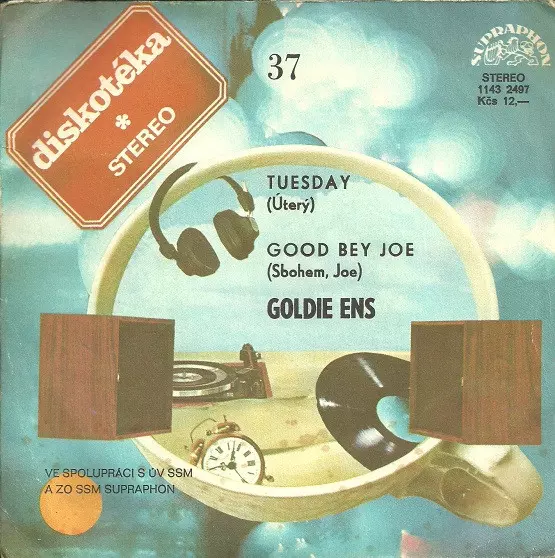 diskotéka
*
STEREO
37
SUPRAPHON
STEREO
1143 2497
Kčs 12,—
TUESDAY
(Úterý)
GOOD BEY JOE
(Sbohem, Joe)
GOLDIE ENS
VE SPOLUPRÁCI S ÚV SSM
A ZO SSM SUPRAPHON